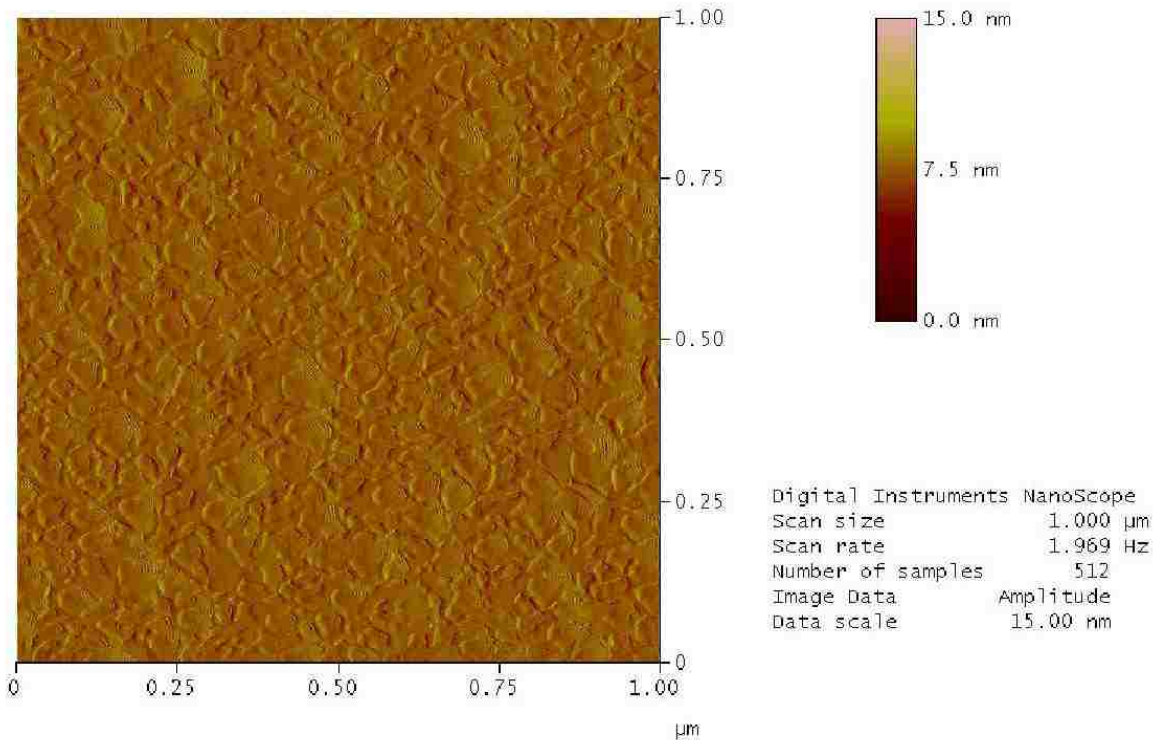 1.00
0.75
0.50
0.25
0
0 0.25 0.50 0.75 1.00
µm
15.0 nm
7.5 nm
0.0 nm
Digital Instruments NanoScope
Scan size 1.000 µm
Scan rate 1.969 Hz
Number of samples 512
Image Data Amplitude
Data scale 15.00 nm